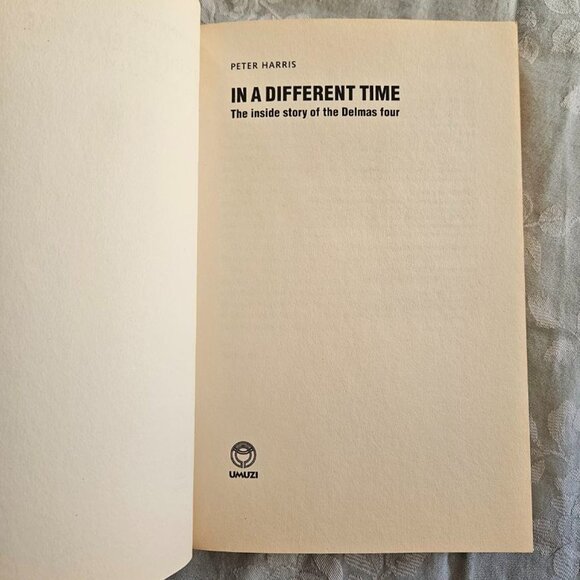 PETER HARRIS
IN A DIFFERENT TIME
The inside story of the Delmas four
UMUZI